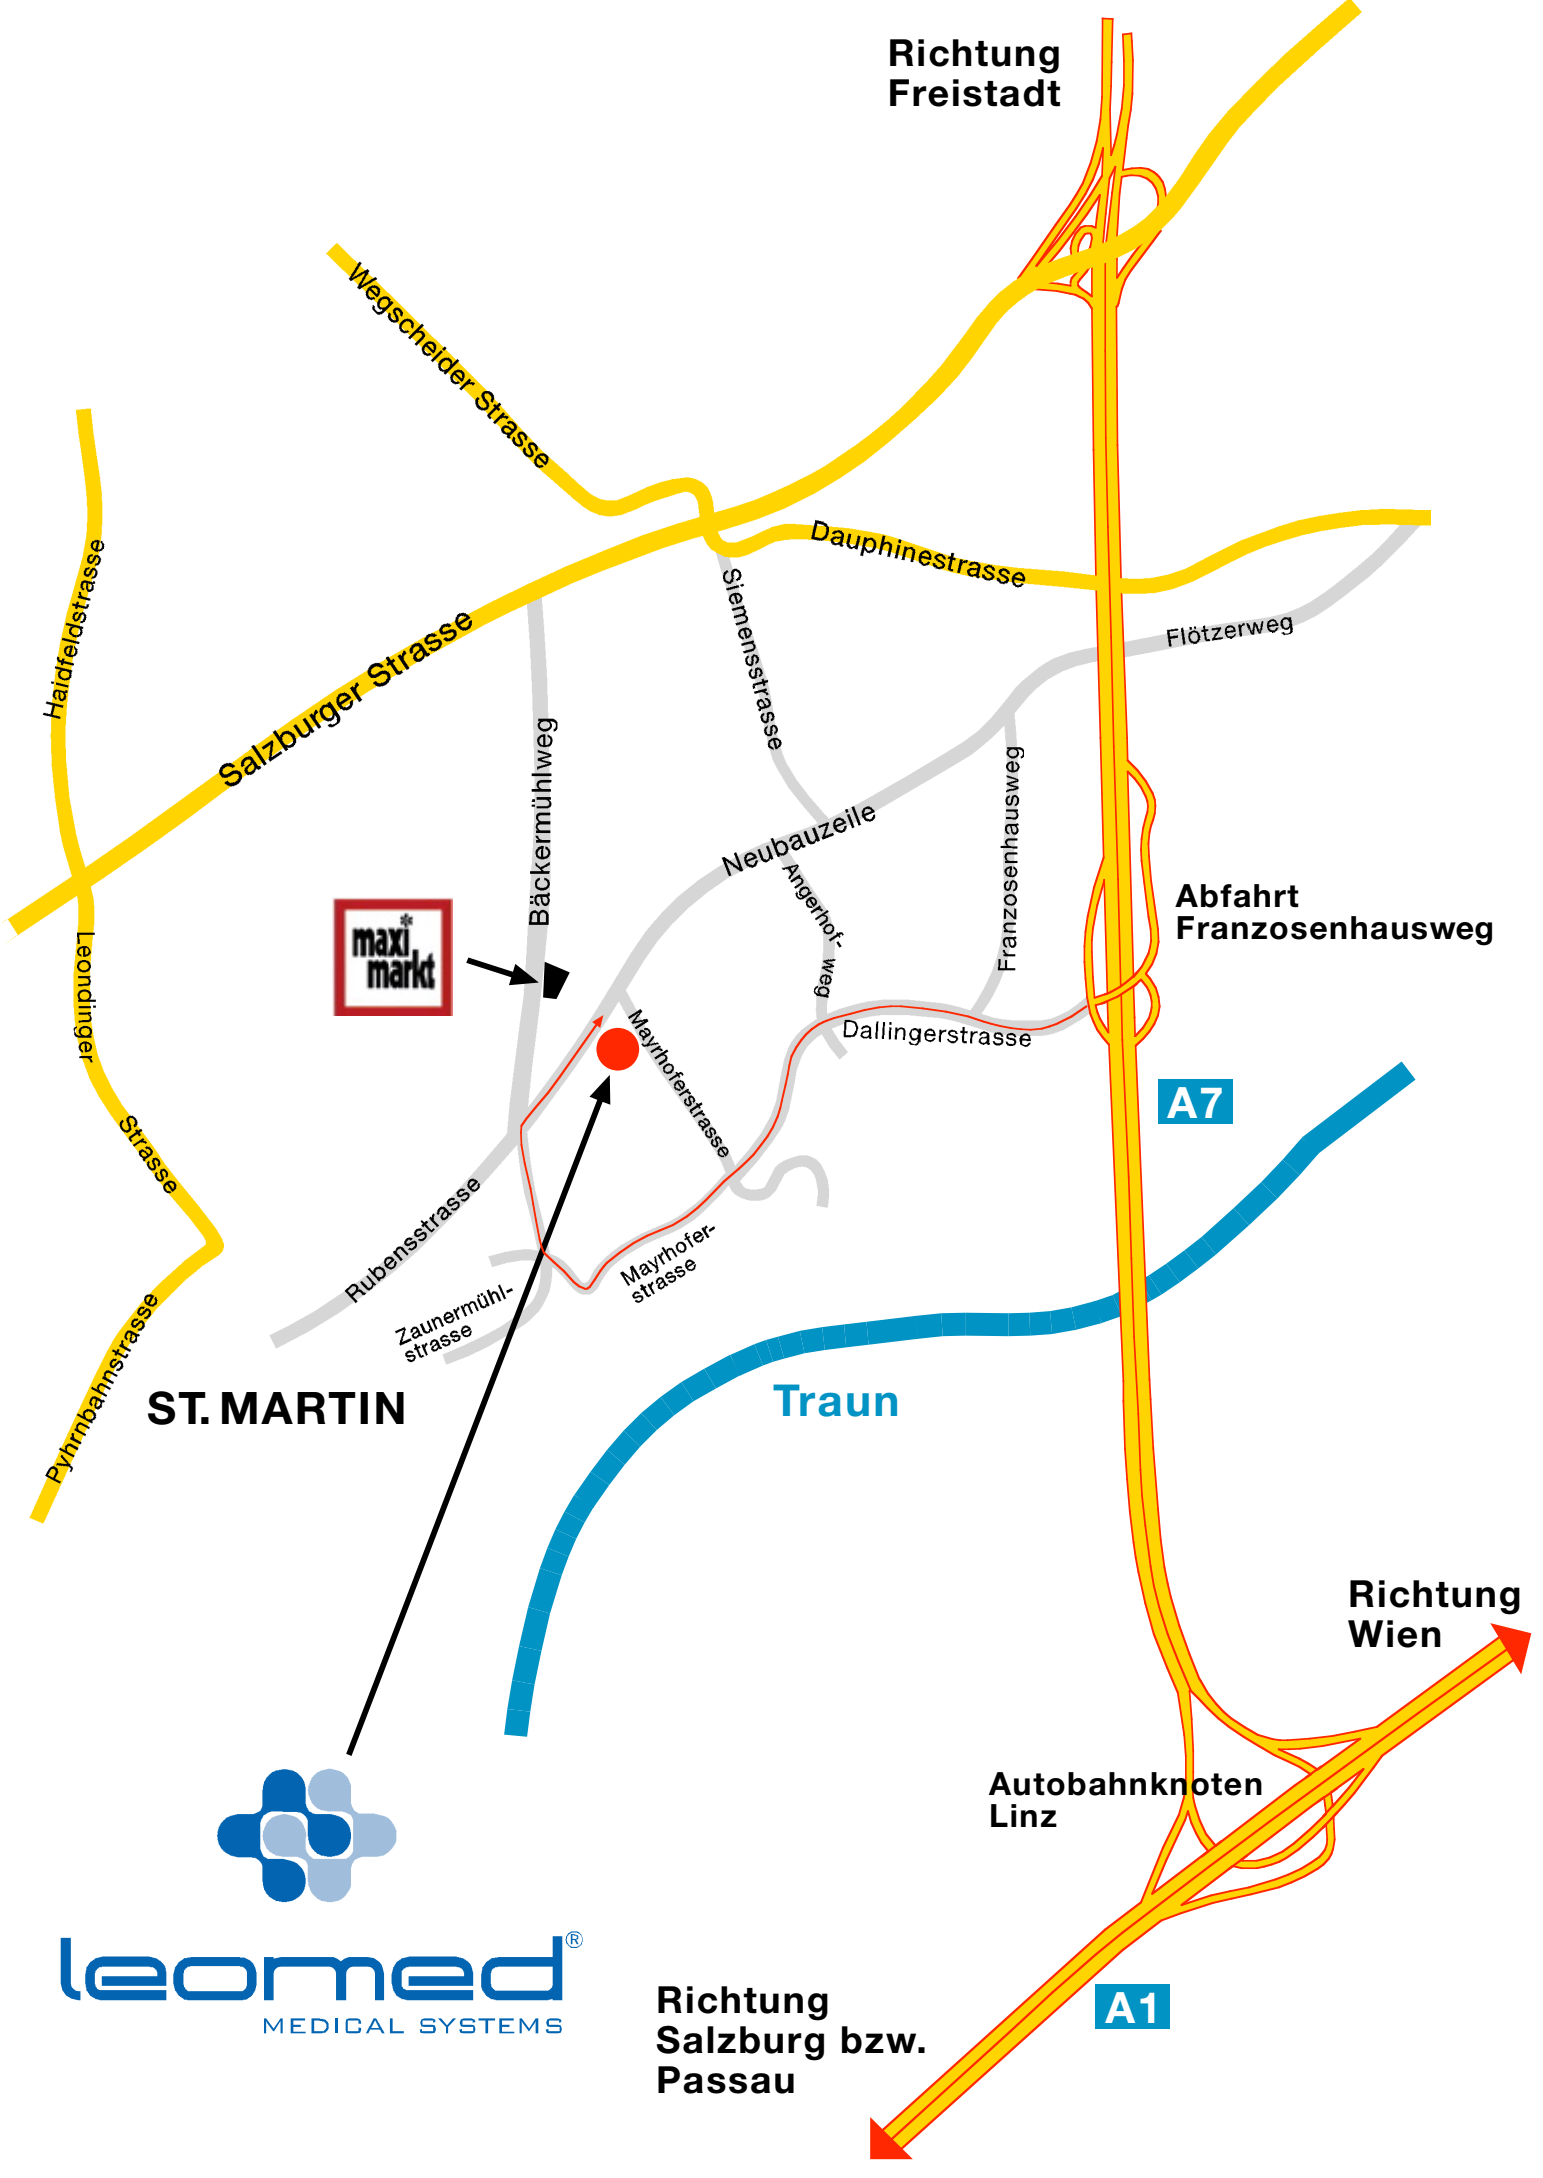 Richtung
Freistadt
Wegscheider Strasse
Dauphinestrasse
Haidfeldstrasse
Siemensstrasse
Flötzerweg
Salzburger Strasse
Bäckermühlweg
Franzosenhausweg
Neubauzeile
Angerhof-
weg
Abfahrt
Franzosenhausweg
maxi
markt
Leondinger
Strasse
Mayrhoferstrasse
Dallingerstrasse
A7
Rubensstrasse
Mayrhofer-
strasse
Zaunermühl-
strasse
Pyhrnbahnstrasse
ST. MARTIN
Traun
Richtung
Wien
Autobahnknoten
Linz
leomed®
MEDICAL SYSTEMS
Richtung
Salzburg bzw.
Passau
A1